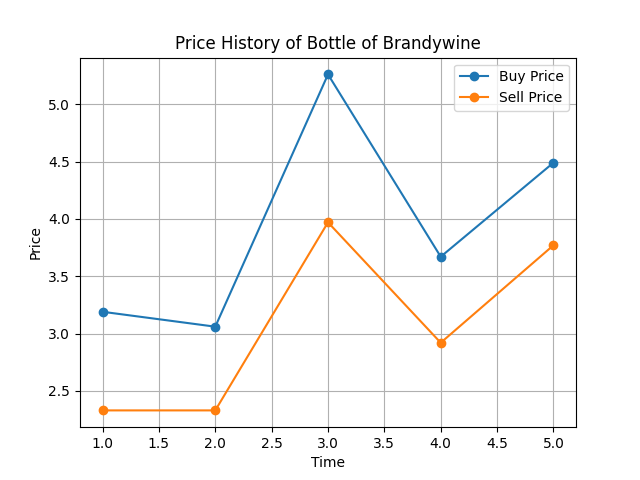 Price History of Bottle of Brandywine
Buy Price
Sell Price
Price
5.0
4.5
4.0
3.5
3.0
2.5
1.0 1.5 2.0 2.5 3.0 3.5 4.0 4.5 5.0
Time